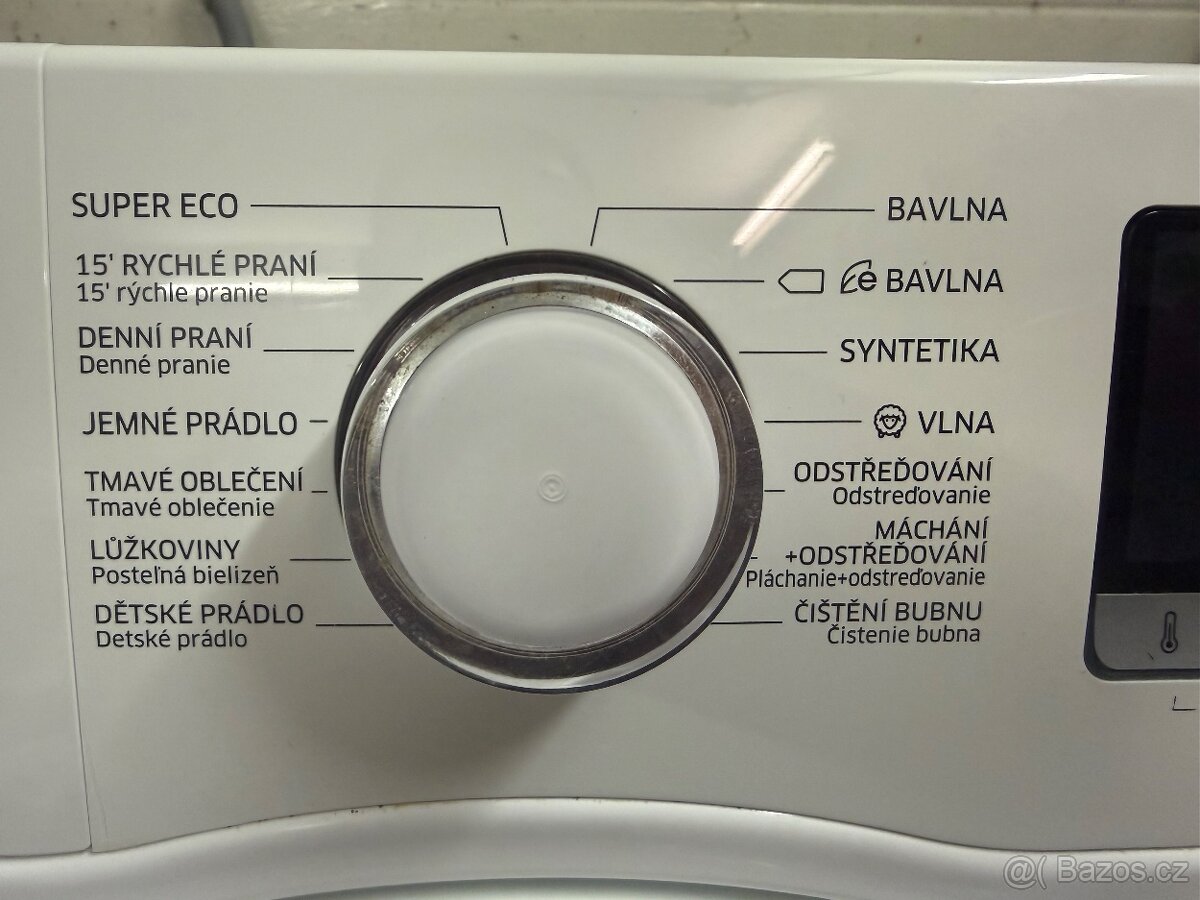 SUPER ECO
15' RYCHLÉ PRANÍ
15' rýchle pranie
DENNÍ PRANÍ
Denné pranie
JEMNÉ PRÁDLO
TMAVÉ OBLEČENÍ
Tmavé oblečenie
LŮŽKOVINY
Posteľná bielizeň
DĚTSKÉ PRÁDLO
Detské prádlo
BAVLNA
e BAVLNA
SYNTETIKA
VLNA
ODSTŘEĎOVÁNÍ
Odstreďovanie
MÁCHÁNÍ
+ODSTŘEĎOVÁNÍ
Pláchanie+odstreďovanie
ČIŠTĚNÍ BUBNU
Čistenie bubna
@( Bazos.cz